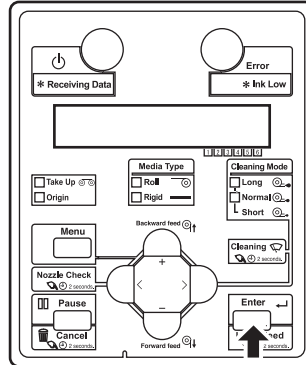 Error
* Receiving Data
* Ink Low
1 2 3 4 5 6
Media Type
Cleaning Mode
Take Up
Roll
Long
Origin
Rigid
Normal
Short
Menu
Backward feed
Cleaning
2 seconds.
Nozzle Check
2 seconds.
+
< >
−
Pause
Enter
Cancel
2 seconds.
Forward feed